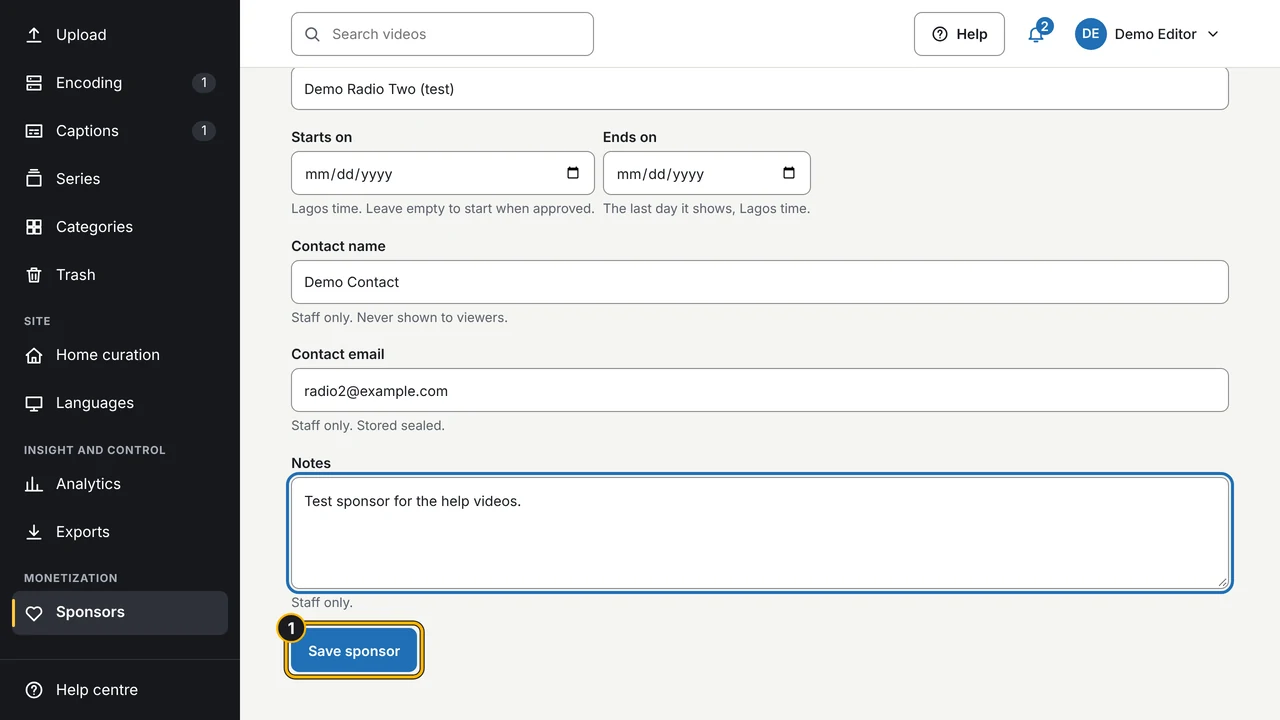 Upload
Encoding 1
Captions 1
Series
Categories
Trash
SITE
Home curation
Languages
INSIGHT AND CONTROL
Analytics
Exports
MONETIZATION
Sponsors
Help centre
Search videos
Help
2
DE Demo Editor
Demo Radio Two (test)
Starts on Ends on
mm/dd/yyyy mm/dd/yyyy
Lagos time. Leave empty to start when approved. The last day it shows, Lagos time.
Contact name
Demo Contact
Staff only. Never shown to viewers.
Contact email
radio2@example.com
Staff only. Stored sealed.
Notes
Test sponsor for the help videos.
Staff only.
1
Save sponsor